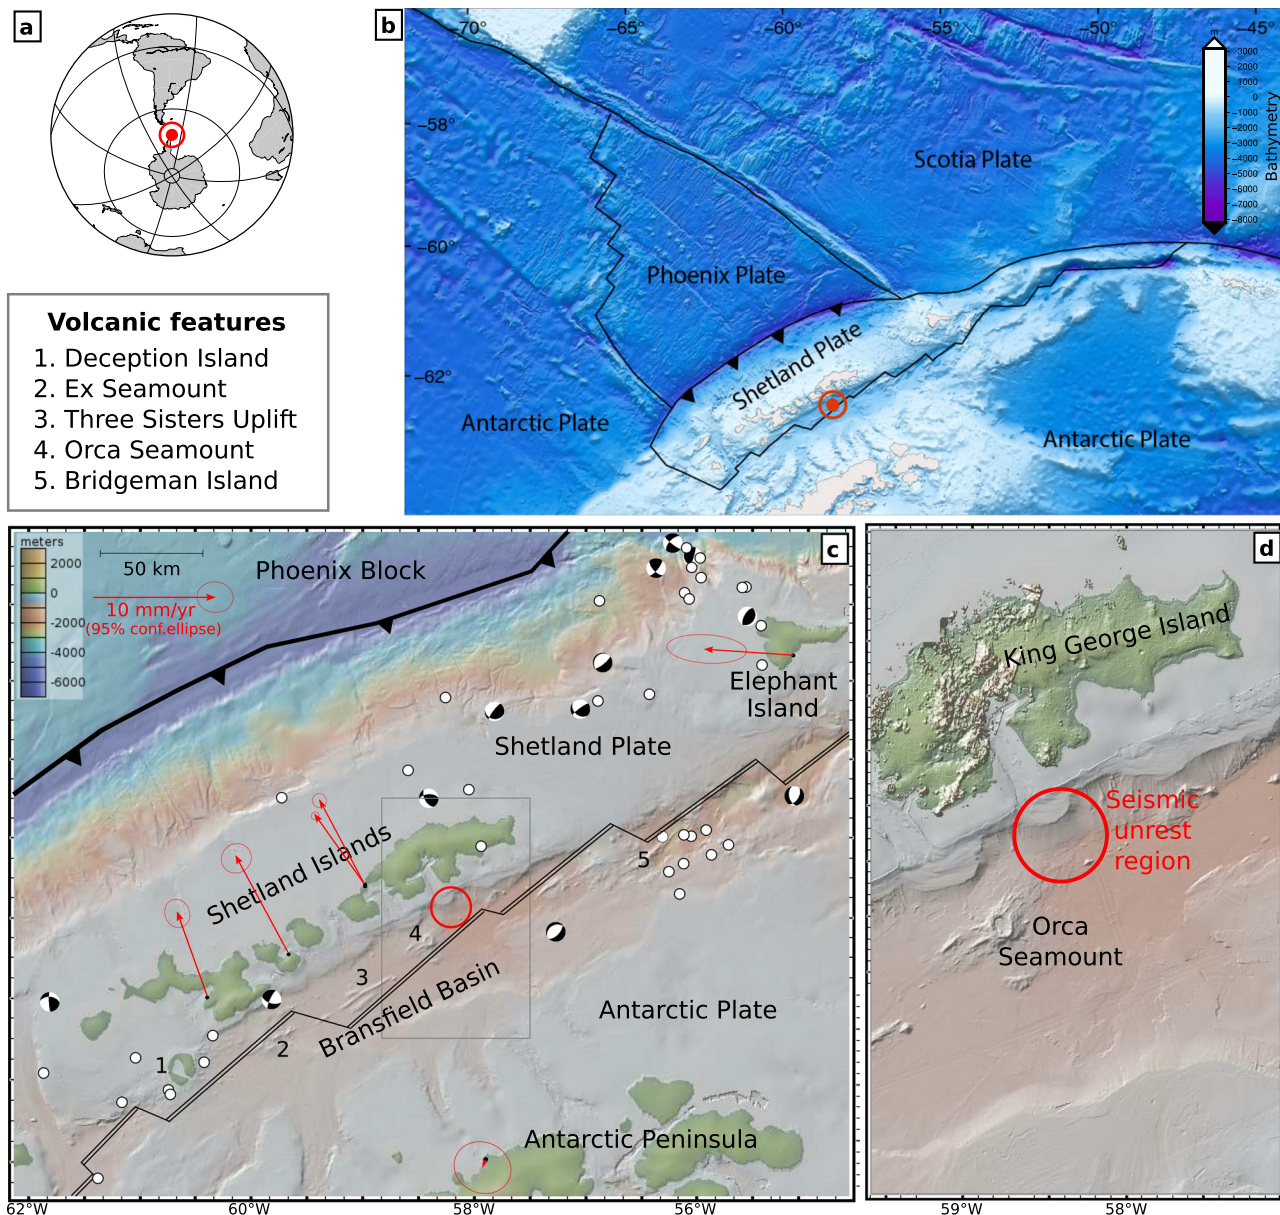 a
Volcanic features
1. Deception Island
2. Ex Seamount
3. Three Sisters Uplift
4. Orca Seamount
5. Bridgeman Island
b
−70°
−65°
−60°
−55°
−50°
−45°
−58°
−60°
−62°
Scotia Plate
Phoenix Plate
Shetland Plate
Antarctic Plate
Antarctic Plate
m
3000
2000
1000
0
−1000
−2000
−3000
−4000
−5000
−6000
−7000
−8000
Bathymetry
c
meters
2000
0
-2000
-4000
-6000
50 km
10 mm/yr
(95% conf.ellipse)
Phoenix Block
Elephant
Island
Shetland Plate
Shetland Islands
5
4
3
Bransfield Basin
2
1
Antarctic Plate
Antarctic Peninsula
62°W
60°W
58°W
56°W
d
King George Island
Seismic
unrest
region
Orca
Seamount
59°W
58°W